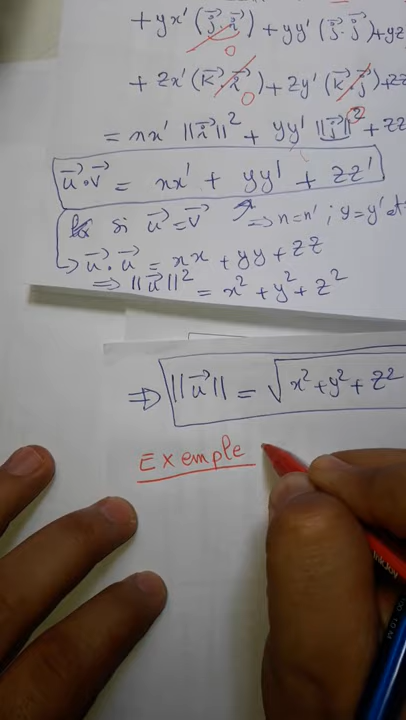 + yx' (j⃗ . i⃗) + yy' (j⃗ . j⃗) + yz
0
+ zx' (k⃗ . i⃗) + zy' (k⃗ . j⃗) + zz
0
= xx' ||i⃗||² + yy' ||j⃗||² + zz
u⃗ . v⃗ = xx' + yy' + zz'
si u⃗ = v⃗ ⇒ x = x' ; y = y' et
↳ u⃗ . u⃗ = xx + yy + zz
⇒ ||u⃗||² = x² + y² + z²
⇒ ||u⃗|| = √x² + y² + z²
Exemple